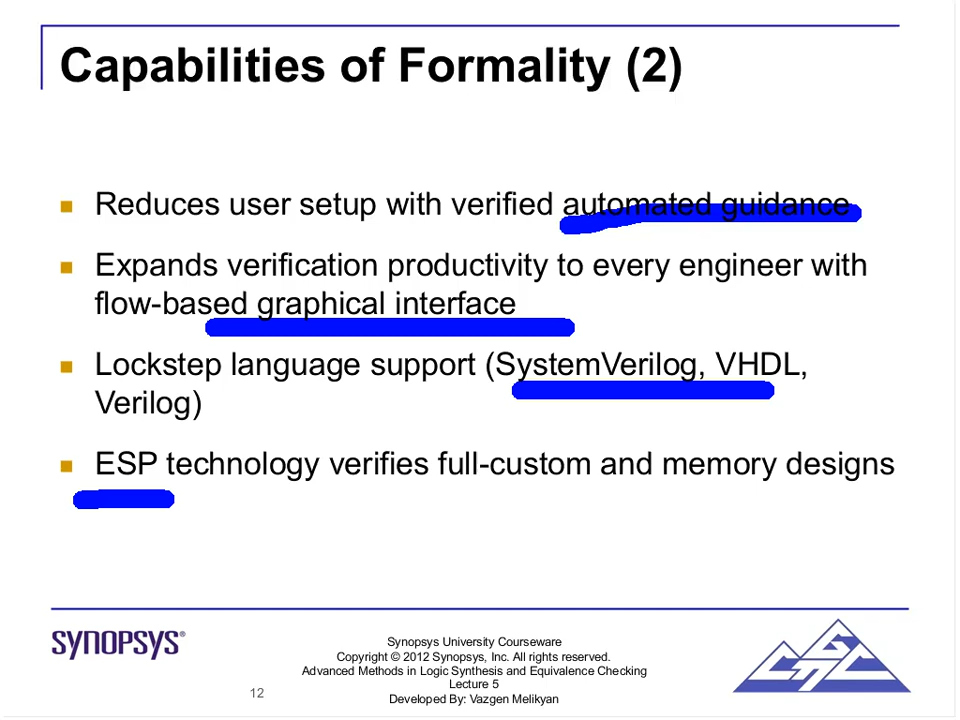 Capabilities of Formality (2)
Reduces user setup with verified automated guidance
Expands verification productivity to every engineer with
flow-based graphical interface
Lockstep language support (SystemVerilog, VHDL,
Verilog)
ESP technology verifies full-custom and memory designs
SYNOPSYS®
Synopsys University Courseware
Copyright © 2012 Synopsys, Inc. All rights reserved.
Advanced Methods in Logic Synthesis and Equivalence Checking
Lecture 5
Developed By: Vazgen Melikyan
12